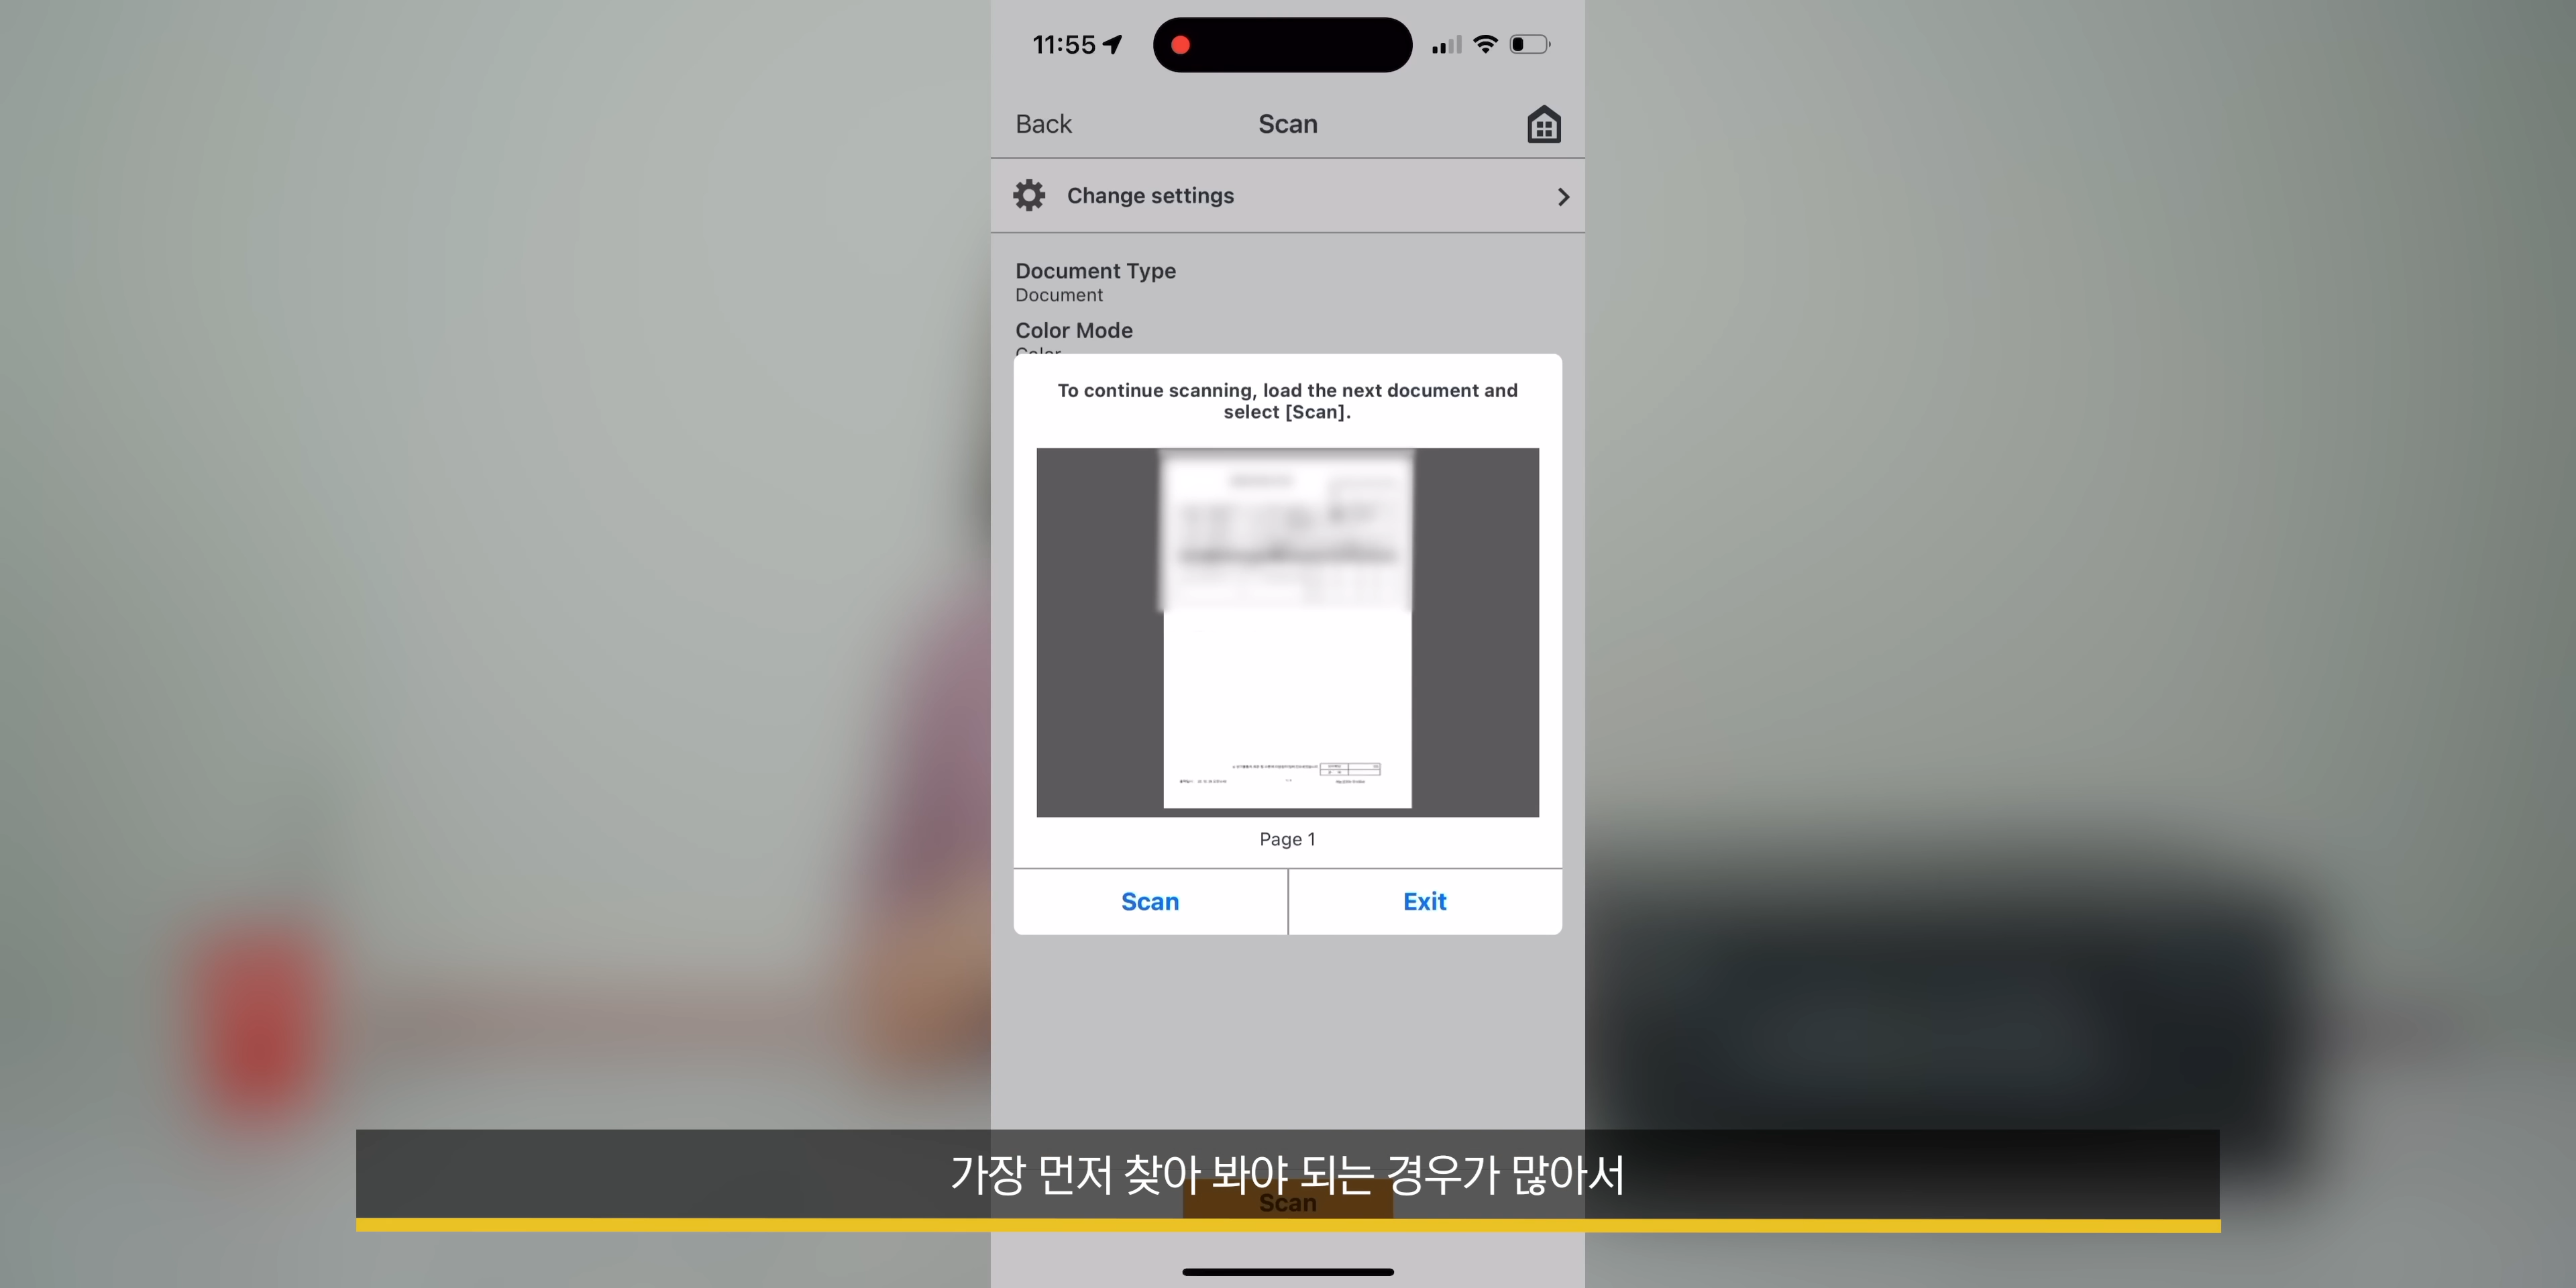 11:55
Back
Scan
Change settings
Document Type
Document
Color Mode
Color
To continue scanning, load the next document and
select [Scan].
Page 1
Scan
Exit
가장 먼저 찾아 봐야 되는 경우가 많아서
Scan